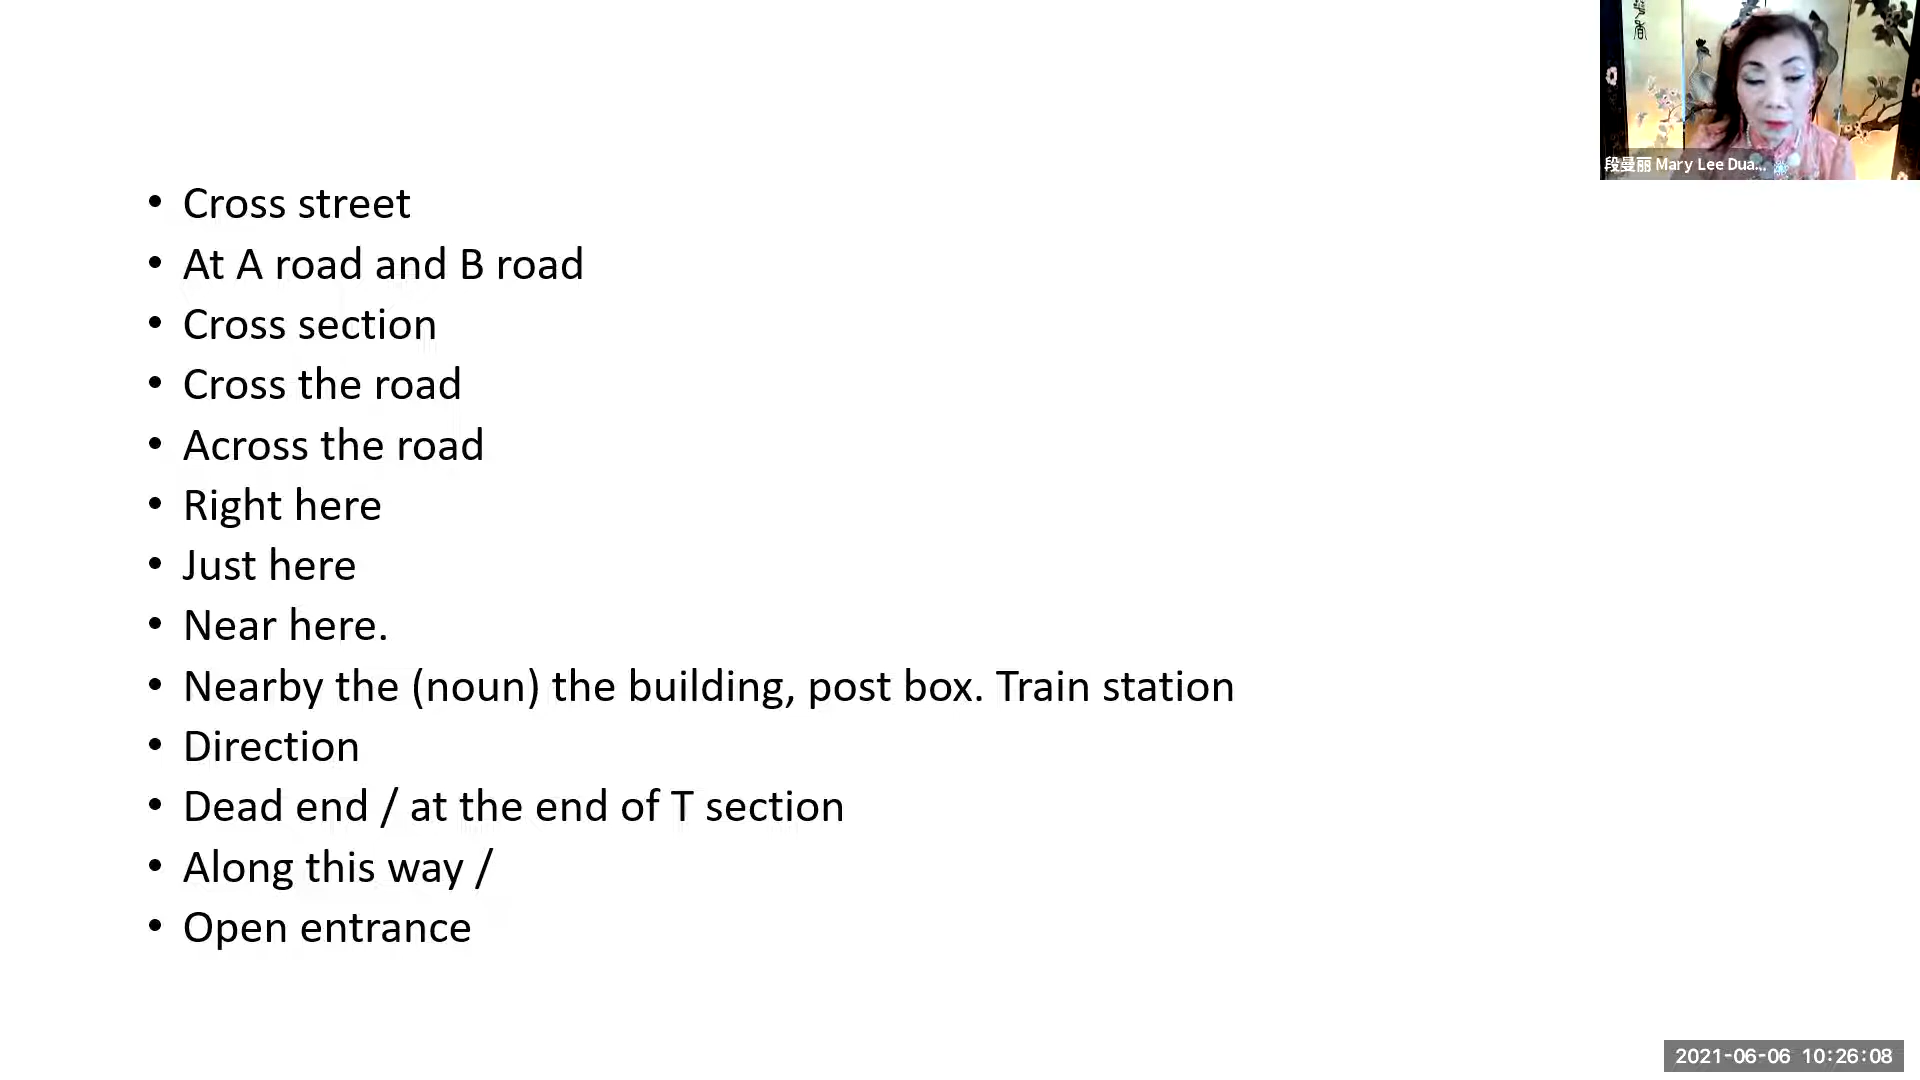 • Cross street
• At A road and B road
• Cross section
• Cross the road
• Across the road
• Right here
• Just here
• Near here.
• Nearby the (noun) the building, post box. Train station
• Direction
• Dead end / at the end of T section
• Along this way /
• Open entrance
段曼丽 Mary Lee Dua...
2021-06-06 10:26:08